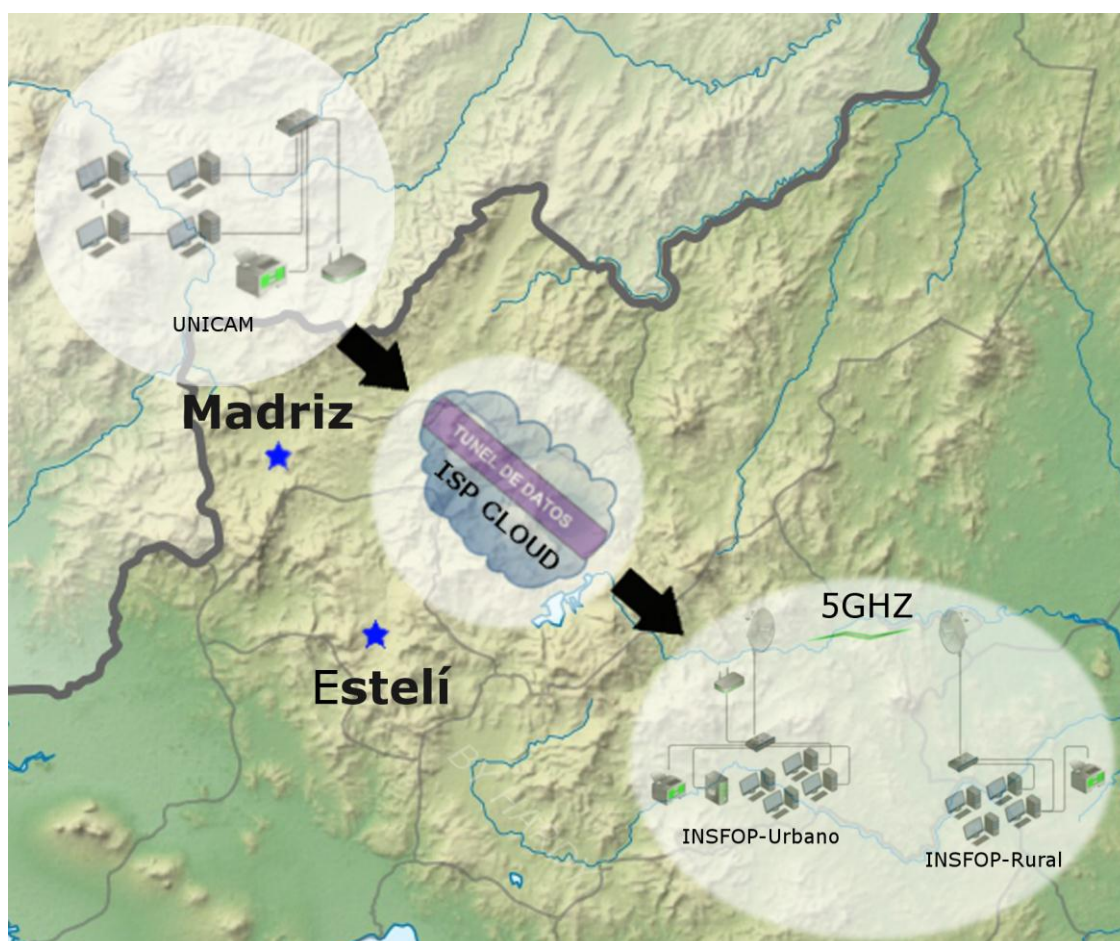 UNICAM
Madriz
TUNEL DE DATOS
ISP CLOUD
5GHZ
Estelí
INSFOP-Urbano
INSFOP-Rural